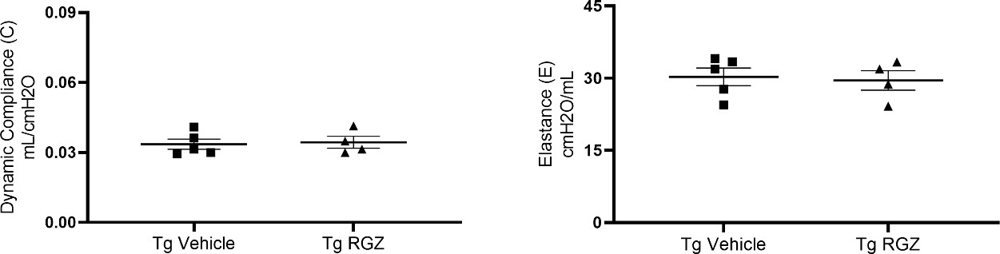 Dynamic Compliance (C)
mL/cmH2O
0.09
0.06
0.03
0.00
Tg Vehicle
Tg RGZ
Elastance (E)
cmH2O/mL
45
30
15
0
Tg Vehicle
Tg RGZ